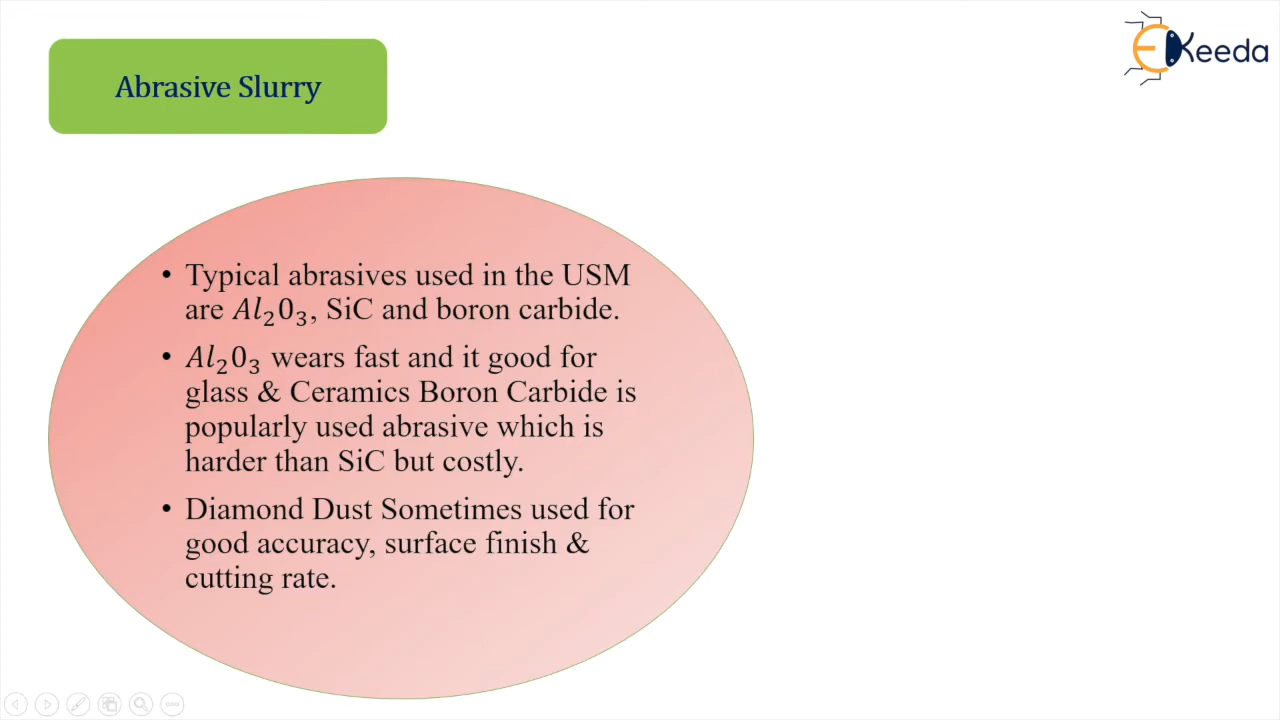 Abrasive Slurry
EKeeda
• Typical abrasives used in the USM
are Al₂0₃, SiC and boron carbide.
• Al₂0₃ wears fast and it good for
glass & Ceramics Boron Carbide is
popularly used abrasive which is
harder than SiC but costly.
• Diamond Dust Sometimes used for
good accuracy, surface finish &
cutting rate.